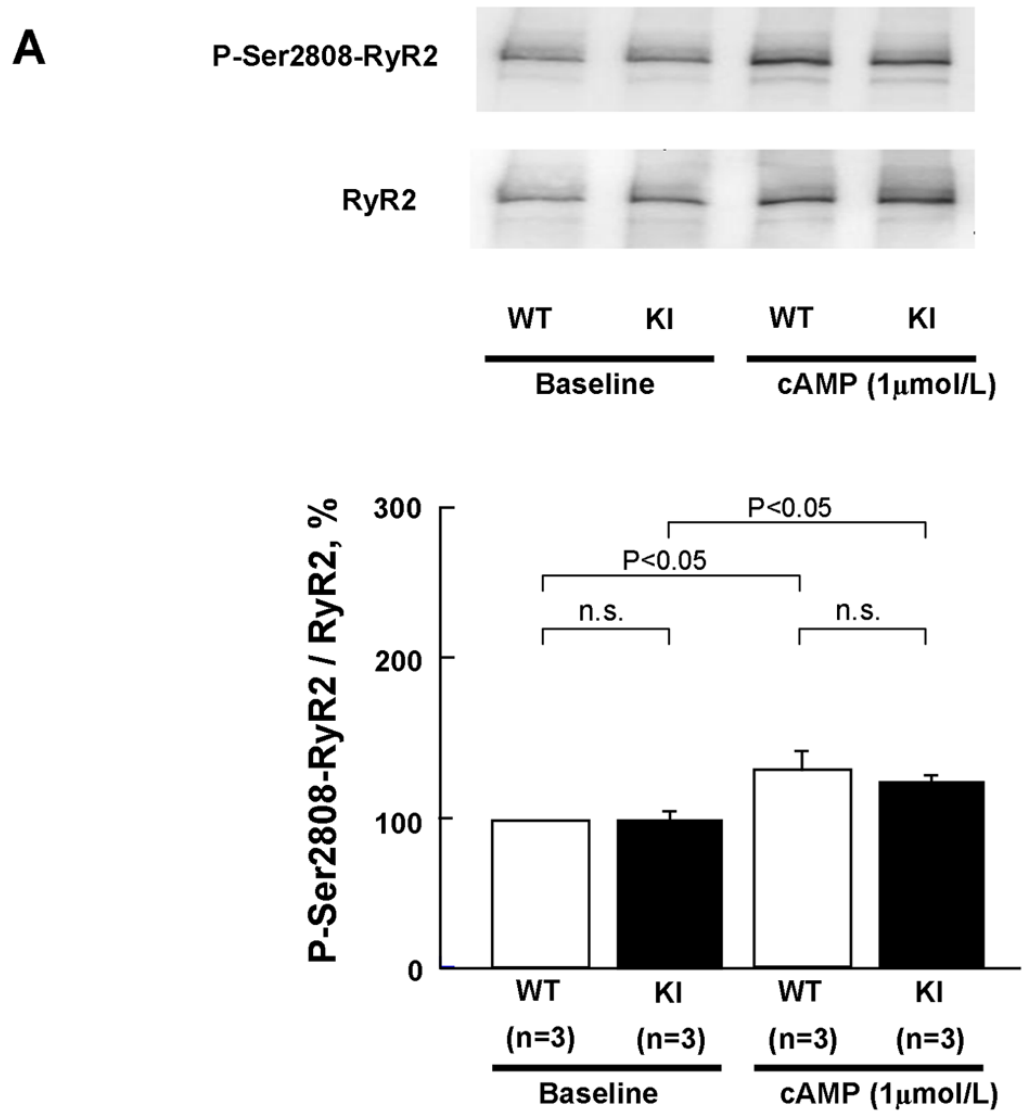 A
P-Ser2808-RyR2
RyR2
WT KI WT KI
Baseline cAMP (1μmol/L)
P-Ser2808-RyR2 / RyR2, %
300
200
100
0
P<0.05
P<0.05
n.s. n.s.
WT KI WT KI
(n=3) (n=3) (n=3) (n=3)
Baseline cAMP (1μmol/L)